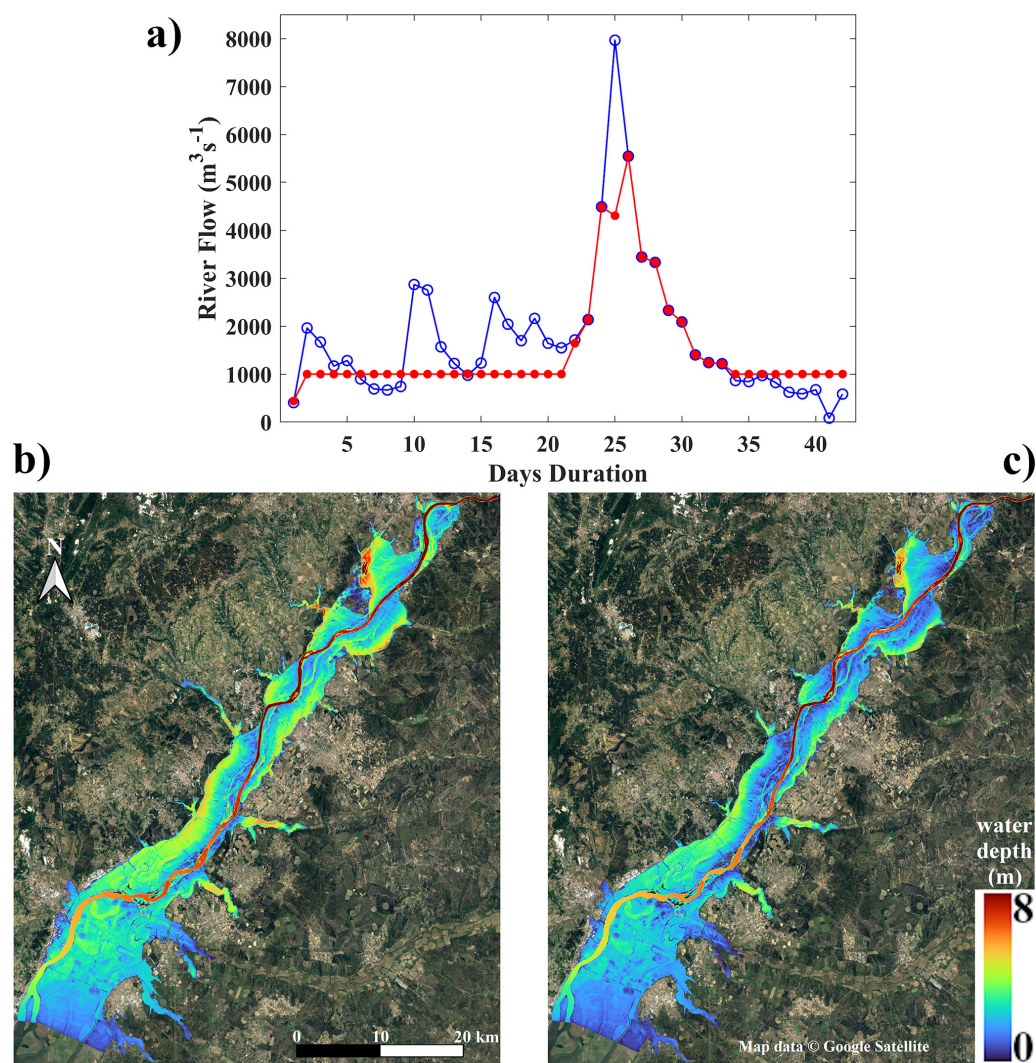 a)
8000
7000
6000
5000
4000
3000
2000
1000
0
River Flow (m³s⁻¹)
5 10 15 20 25 30 35 40
Days Duration
b)
c)
N
0 10 20 km
water
depth
(m)
8
0
Map data © Google Satellite